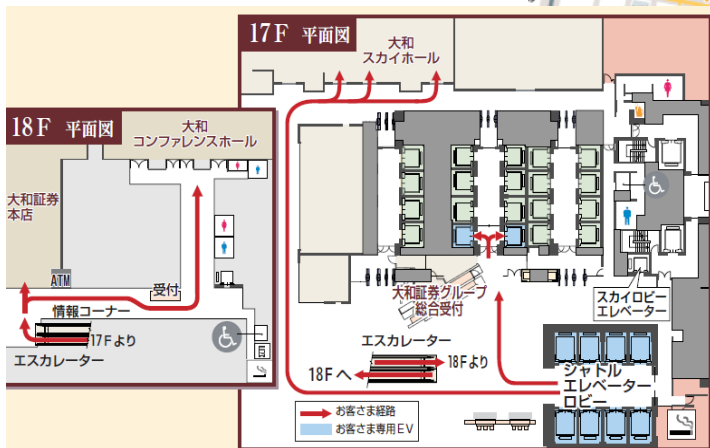 17F 平面図
大和
スカイホール
18F 平面図
大和
コンファレンスホール
大和証券
本店
ATM
受付
情報コーナー
17Fより
エスカレーター
大和証券グループ
総合受付
スカイロビー
エレベーター
エスカレーター
18Fより
18Fへ
シャトル
エレベーター
ロビー
お客さま経路
お客さま専用EV